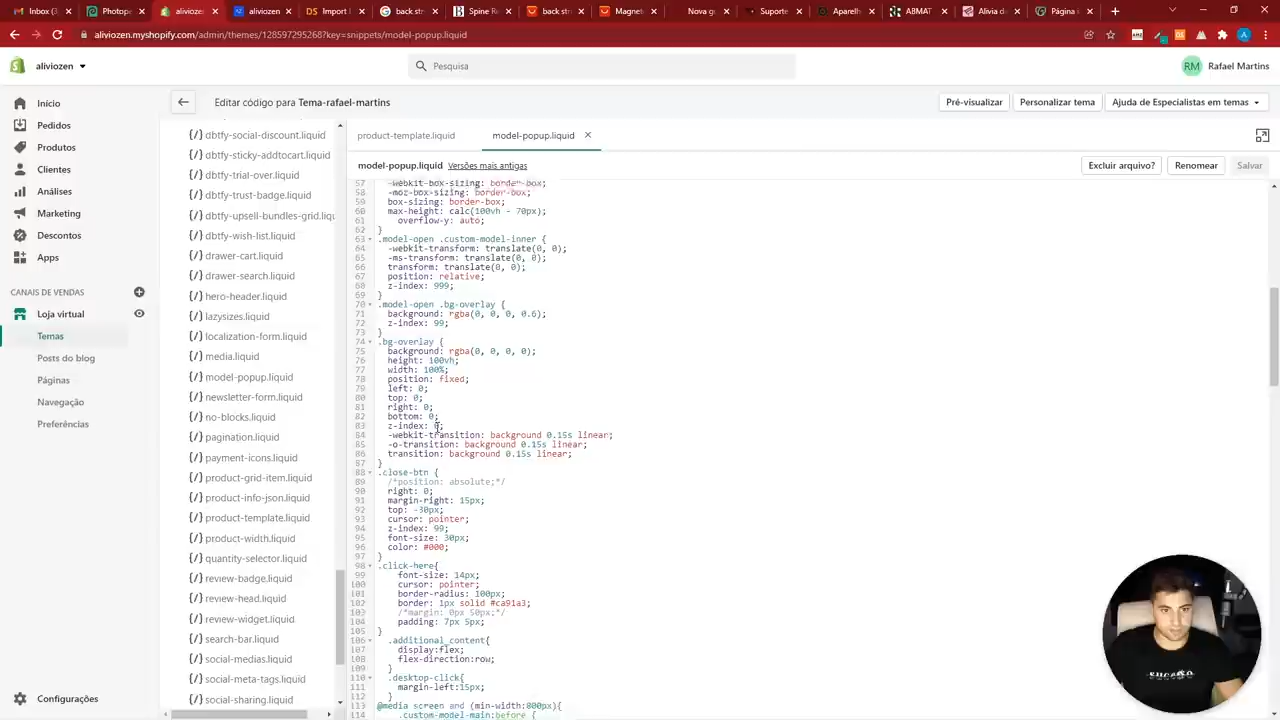 Inbox (3
Photope
aliviozen
aliviozen
Import l
back str
Spine Re
back str
Magnet
Nova gu
Suporte
Aparelh
ABMAT
Alivia d
Página i
aliviozen.myshopify.com/admin/themes/128597295268?key=snippets/model-popup.liquid
aliviozen
Pesquisa
RM
Rafael Martins
Início
Pedidos
Produtos
Clientes
Análises
Marketing
Descontos
Apps
CANAIS DE VENDAS
Loja virtual
Temas
Posts do blog
Páginas
Navegação
Preferências
Configurações
Editar código para Tema-rafael-martins
Pré-visualizar
Personalizar tema
Ajuda de Especialistas em temas
{/} dbtfy-social-discount.liquid
{/} dbtfy-sticky-addtocart.liquid
{/} dbtfy-trial-over.liquid
{/} dbtfy-trust-badge.liquid
{/} dbtfy-upsell-bundles-grid.liqu
{/} dbtfy-wish-list.liquid
{/} drawer-cart.liquid
{/} drawer-search.liquid
{/} hero-header.liquid
{/} lazysizes.liquid
{/} localization-form.liquid
{/} media.liquid
{/} model-popup.liquid
{/} newsletter-form.liquid
{/} no-blocks.liquid
{/} pagination.liquid
{/} payment-icons.liquid
{/} product-grid-item.liquid
{/} product-info-json.liquid
{/} product-template.liquid
{/} product-width.liquid
{/} quantity-selector.liquid
{/} review-badge.liquid
{/} review-head.liquid
{/} review-widget.liquid
{/} search-bar.liquid
{/} social-medias.liquid
{/} social-meta-tags.liquid
{/} social-sharing.liquid
product-template.liquid
model-popup.liquid
model-popup.liquid Versões mais antigas
Excluir arquivo?
Renomear
Salvar
57 -webkit-box-sizing: border-box;
58 -moz-box-sizing: border-box;
59 box-sizing: border-box;
60 max-height: calc(100vh - 70px);
61 overflow-y: auto;
62 }
63 .model-open .custom-model-inner {
64 -webkit-transform: translate(0, 0);
65 -ms-transform: translate(0, 0);
66 transform: translate(0, 0);
67 position: relative;
68 z-index: 999;
69 }
70 .model-open .bg-overlay {
71 background: rgba(0, 0, 0, 0.6);
72 z-index: 99;
73 }
74 .bg-overlay {
75 background: rgba(0, 0, 0, 0);
76 height: 100vh;
77 width: 100%;
78 position: fixed;
79 left: 0;
80 top: 0;
81 right: 0;
82 bottom: 0;
83 z-index: 0;
84 -webkit-transition: background 0.15s linear;
85 -o-transition: background 0.15s linear;
86 transition: background 0.15s linear;
87 }
88 .close-btn {
89 /*position: absolute;*/
90 right: 0;
91 margin-right: 15px;
92 top: -30px;
93 cursor: pointer;
94 z-index: 99;
95 font-size: 30px;
96 color: #000;
97 }
98 .click-here{
99 font-size: 14px;
100 cursor: pointer;
101 border-radius: 100px;
102 border: 1px solid #ca91a3;
103 /*margin: 0px 50px;*/
104 padding: 7px 5px;
105 }
106 .additional_content{
107 display:flex;
108 flex-direction:row;
109 }
110 .desktop-click{
111 margin-left:15px;
112 }
113 @media screen and (min-width:800px){
114 .custom-model-main:before {